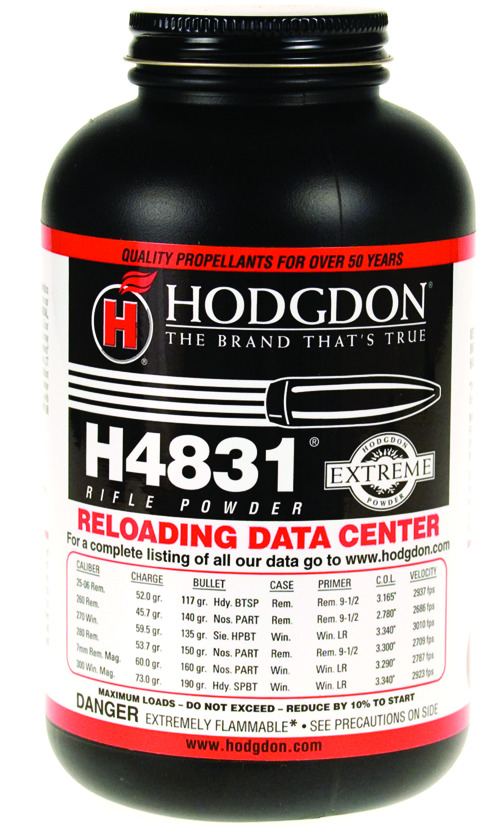 QUALITY PROPELLANTS FOR OVER 50 YEARS
H HODGDON®
®
THE BRAND THAT'S TRUE
H4831®
RIFLE POWDER
HODGDON
EXTREME
POWDER
RELOADING DATA CENTER
For a complete listing of all our data go to www.hodgdon.com
CALIBER CHARGE BULLET CASE PRIMER C.O.L. VELOCITY
25-06 Rem. 52.0 gr. 117 gr. Hdy. BTSP Rem. Rem. 9-1/2 3.165" 2937 fps
260 Rem. 45.7 gr. 140 gr. Nos. PART Rem. Rem. 9-1/2 2.780" 2686 fps
270 Win. 59.5 gr. 135 gr. Sie. HPBT Win. Win. LR 3.340" 3010 fps
280 Rem. 53.7 gr. 150 gr. Nos. PART Rem. Rem. 9-1/2 3.300" 2709 fps
7mm Rem. Mag. 60.0 gr. 160 gr. Nos. PART Win. Win. LR 3.290" 2787 fps
300 Win. Mag. 73.0 gr. 190 gr. Hdy. SPBT Win. Win. LR 3.340" 2923 fps
MAXIMUM LOADS – DO NOT EXCEED – REDUCE BY 10% TO START
DANGER EXTREMELY FLAMMABLE* • SEE PRECAUTIONS ON SIDE
www.hodgdon.com